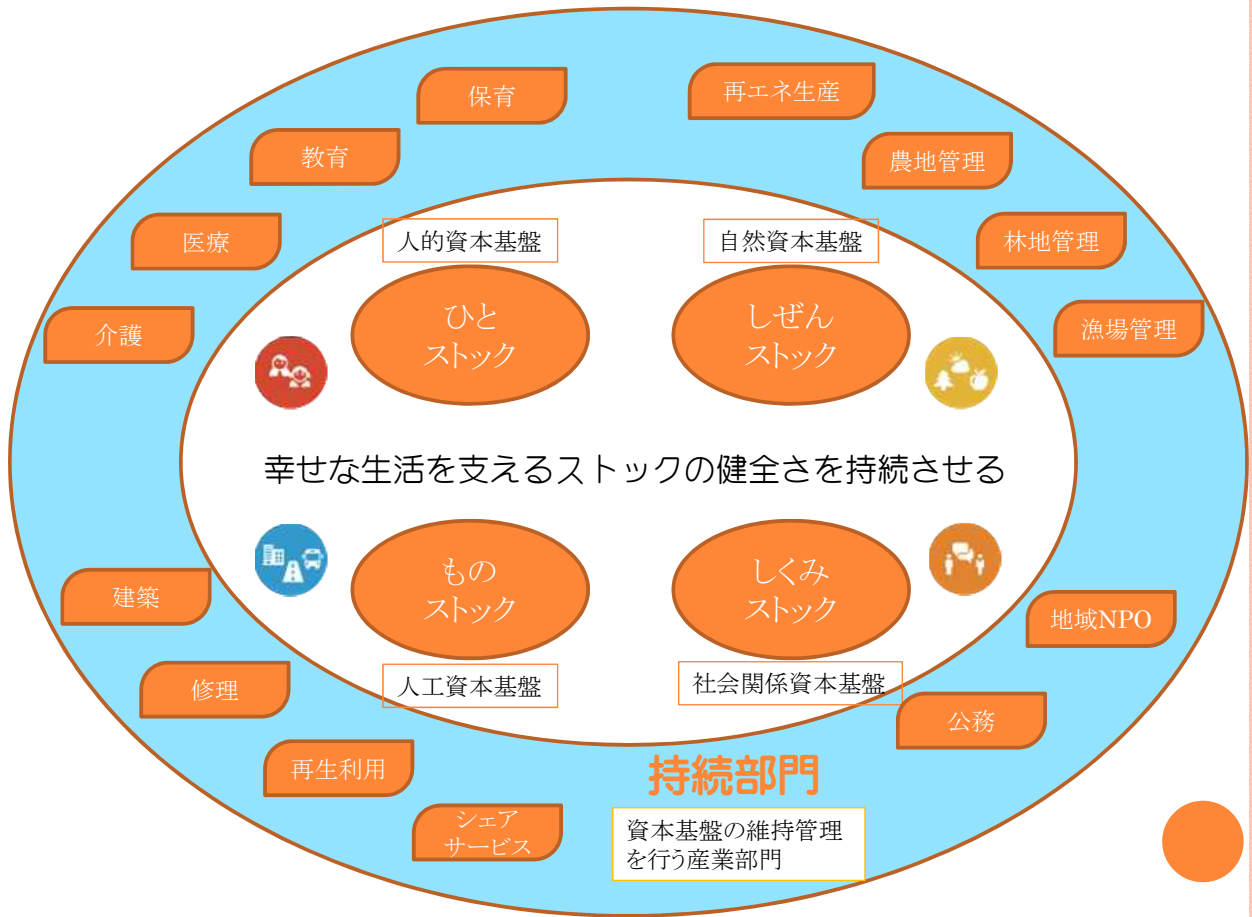 保育
再エネ生産
教育
農地管理
医療
林地管理
介護
漁場管理
人的資本基盤
自然資本基盤
ひと
ストック
しぜん
ストック
幸せな生活を支えるストックの健全さを持続させる
もの
ストック
しくみ
ストック
人工資本基盤
社会関係資本基盤
建築
地域NPO
修理
公務
再生利用
シェア
サービス
持続部門
資本基盤の維持管理
を行う産業部門